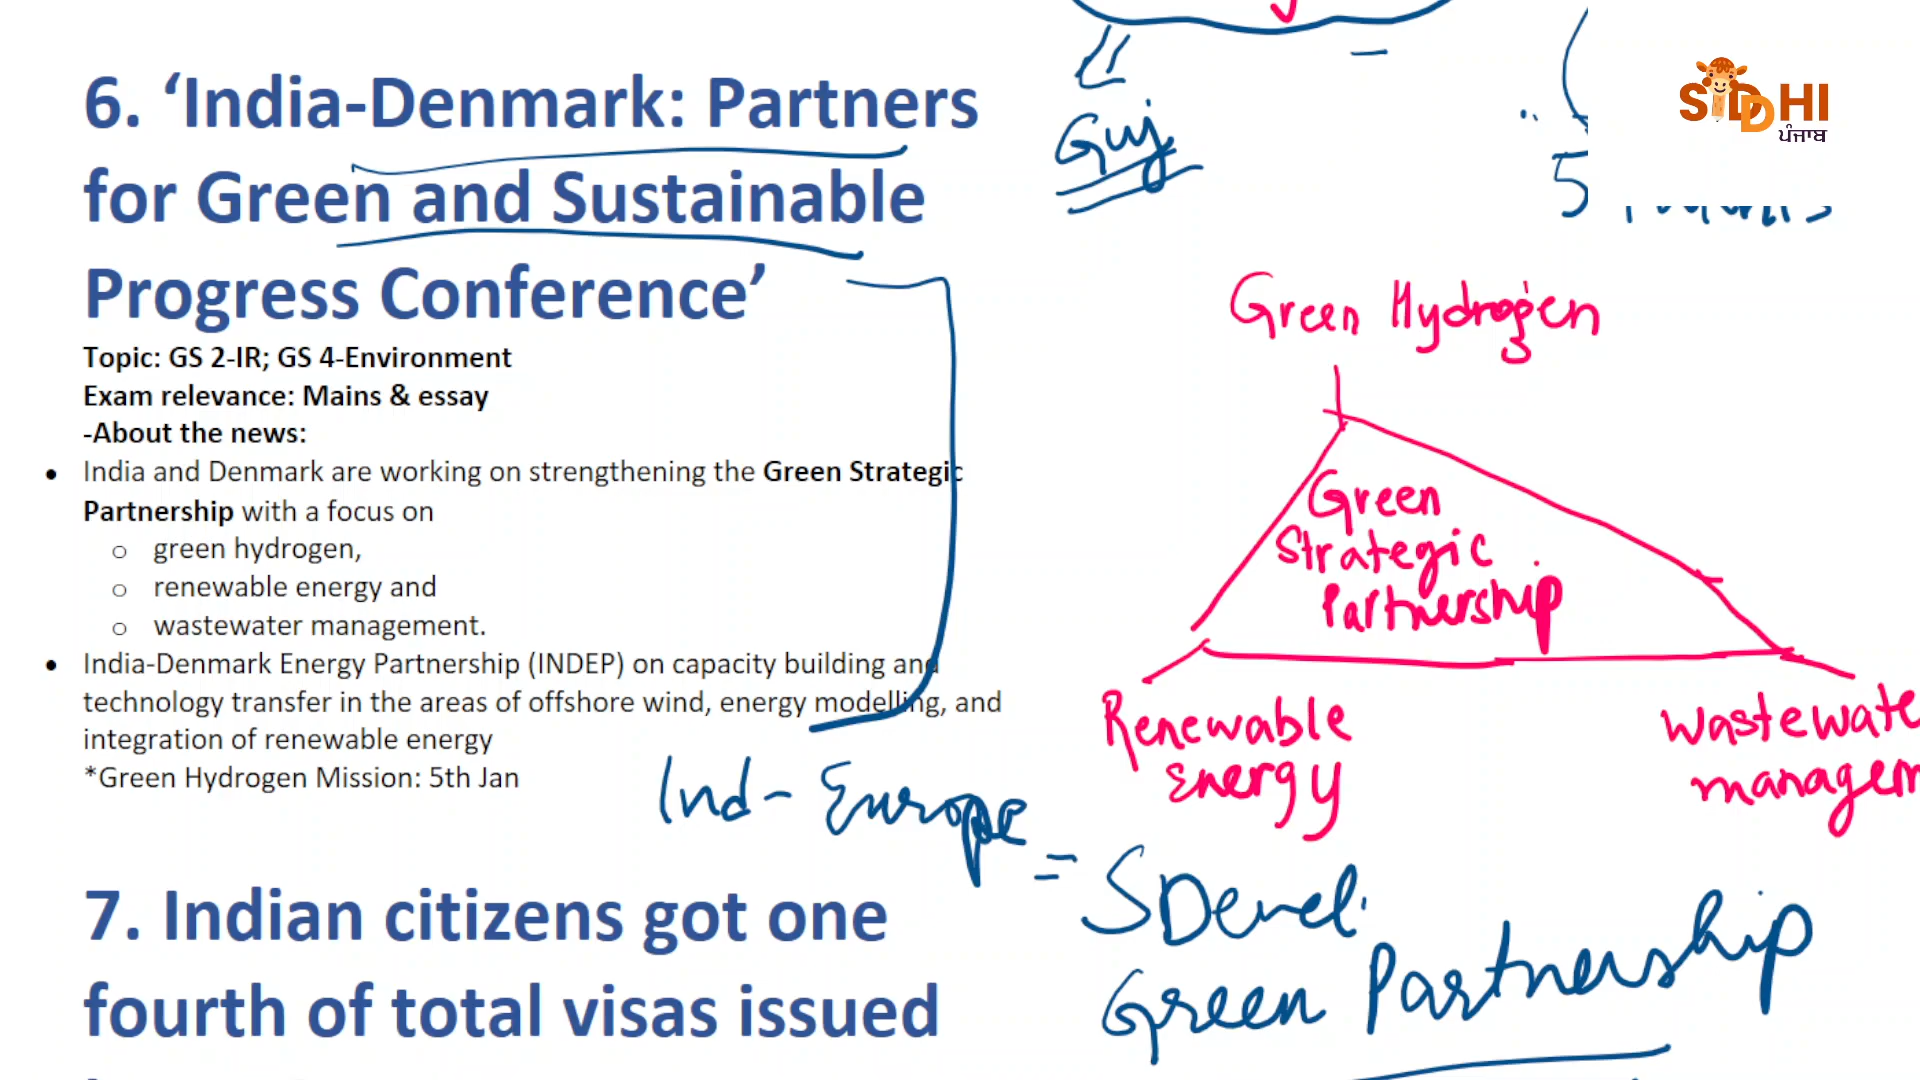 6. ‘India-Denmark: Partners
for Green and Sustainable
Progress Conference’
Topic: GS 2-IR; GS 4-Environment
Exam relevance: Mains & essay
-About the news:
• India and Denmark are working on strengthening the Green Strategic
Partnership with a focus on
o green hydrogen,
o renewable energy and
o wastewater management.
• India-Denmark Energy Partnership (INDEP) on capacity building and
technology transfer in the areas of offshore wind, energy modelling, and
integration of renewable energy
*Green Hydrogen Mission: 5th Jan
7. Indian citizens got one
fourth of total visas issued
Guj
5
SIDDHI
ਪੰਜਾਬ
Green Hydrogen
Green
Strategic
Partnership
Renewable
Energy
Wastewate
managem
Ind - Europe
= SDevel.
Green Partnership